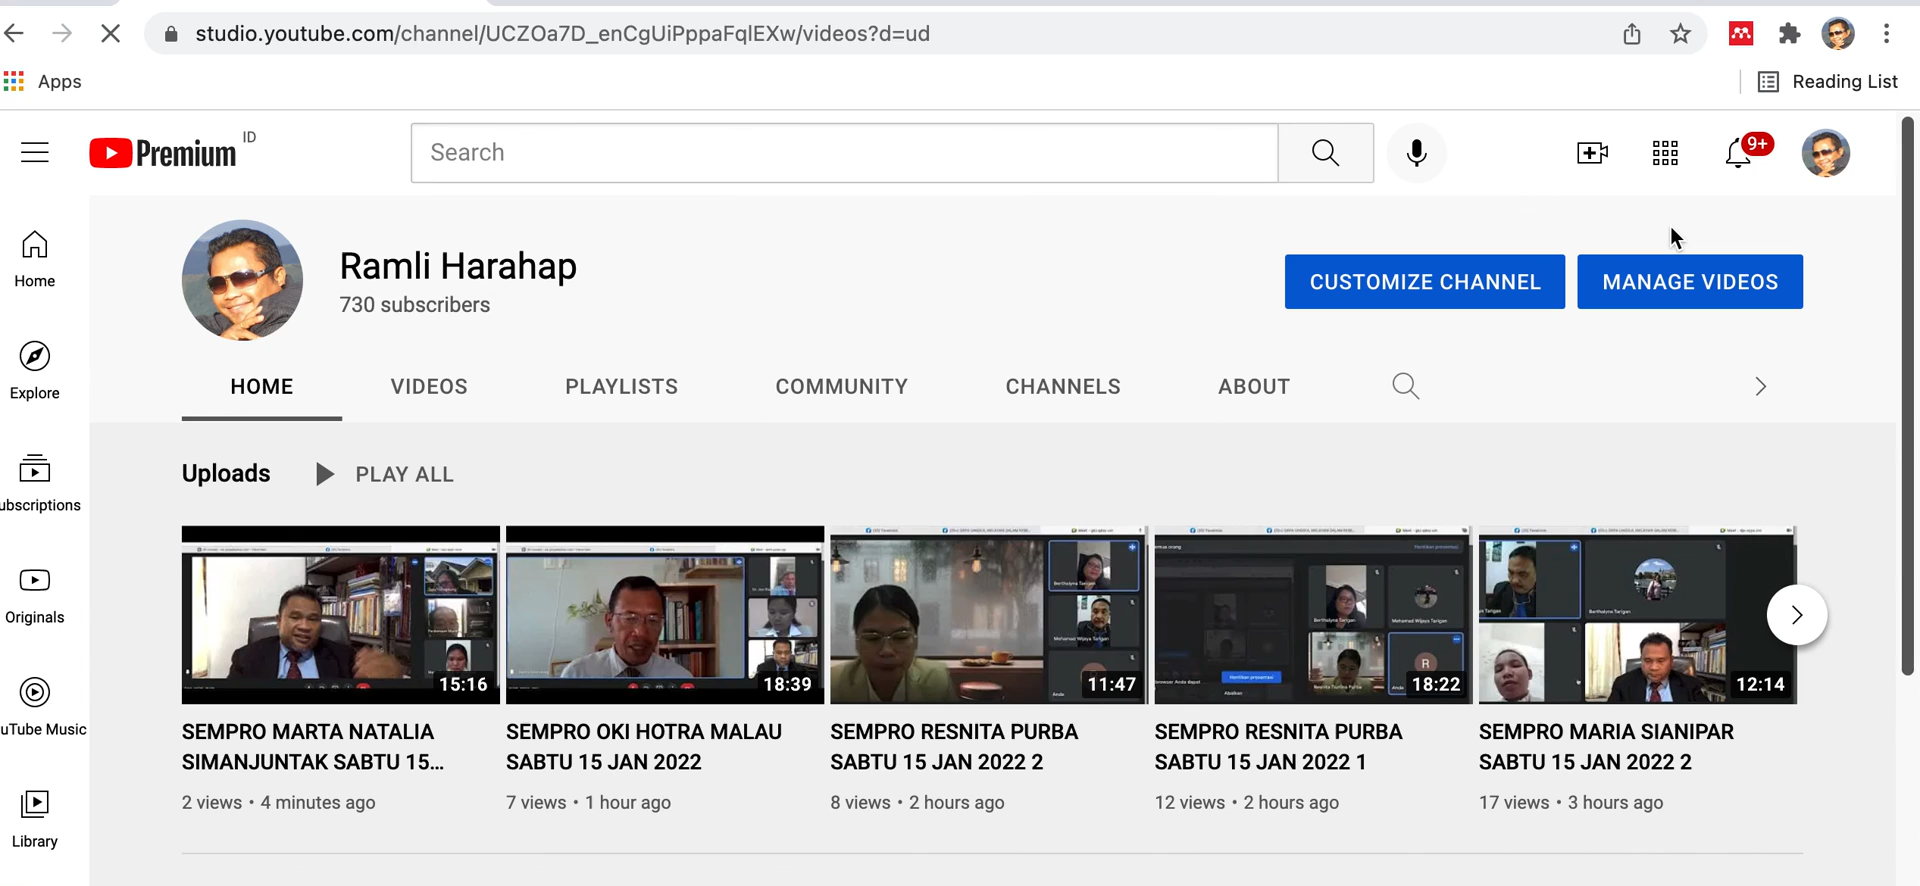 studio.youtube.com/channel/UCZOa7D_enCgUiPppaFqlEXw/videos?d=ud
Apps
Reading List
Premium ID
Search
9+
Home
Explore
ubscriptions
Originals
uTube Music
Library
Ramli Harahap
730 subscribers
CUSTOMIZE CHANNEL
MANAGE VIDEOS
HOME VIDEOS PLAYLISTS COMMUNITY CHANNELS ABOUT
Uploads PLAY ALL
15:16
18:39
11:47
18:22
12:14
SEMPRO MARTA NATALIA
SIMANJUNTAK SABTU 15...
2 views • 4 minutes ago
SEMPRO OKI HOTRA MALAU
SABTU 15 JAN 2022
7 views • 1 hour ago
SEMPRO RESNITA PURBA
SABTU 15 JAN 2022 2
8 views • 2 hours ago
SEMPRO RESNITA PURBA
SABTU 15 JAN 2022 1
12 views • 2 hours ago
SEMPRO MARIA SIANIPAR
SABTU 15 JAN 2022 2
17 views • 3 hours ago